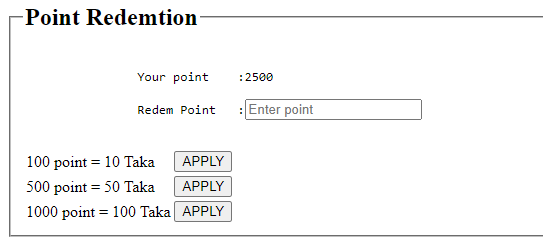 Point Redemtion
Your point :2500
Redem Point :Enter point
100 point = 10 Taka APPLY
500 point = 50 Taka APPLY
1000 point = 100 Taka APPLY